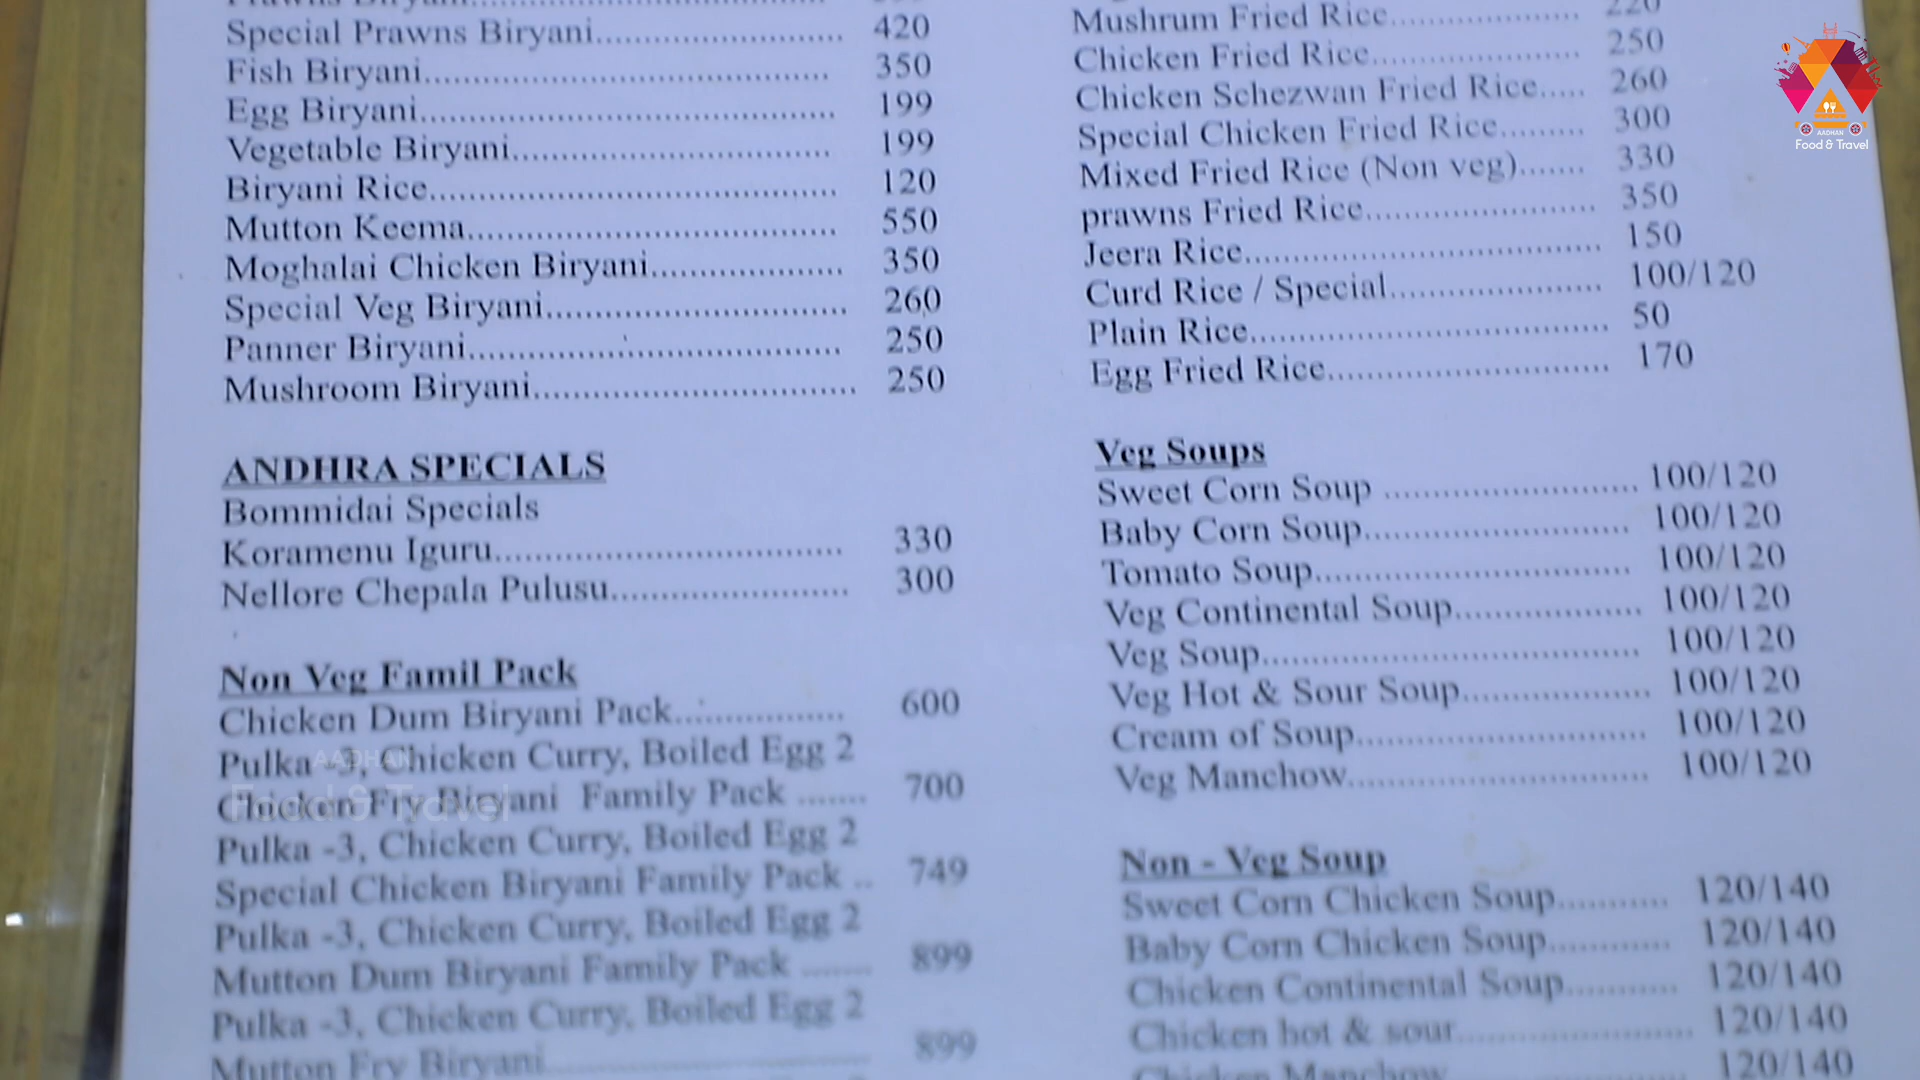 Prawns Biryani
Special Prawns Biryani.......................... 420
Fish Biryani......................................... 350
Egg Biryani.......................................... 199
Vegetable Biryani................................ 199
Biryani Rice......................................... 120
Mutton Keema..................................... 550
Moghalai Chicken Biryani................... 350
Special Veg Biryani.............................. 260
Panner Biryani..................................... 250
Mushroom Biryani................................ 250
ANDHRA SPECIALS
Bommidai Specials
Koramenu Iguru................................... 330
Nellore Chepala Pulusu........................ 300
Non Veg Famil Pack
Chicken Dum Biryani Pack................. 600
Pulka -3, Chicken Curry, Boiled Egg 2
Chicken Fry Biryani Family Pack ....... 700
Pulka -3, Chicken Curry, Boiled Egg 2
Special Chicken Biryani Family Pack .. 749
Pulka -3, Chicken Curry, Boiled Egg 2
Mutton Dum Biryani Family Pack ....... 899
Pulka -3, Chicken Curry, Boiled Egg 2
Mutton Fry Biryani................................ 899
Mushrum Fried Rice................... 220
Chicken Fried Rice..................... 250
Chicken Schezwan Fried Rice..... 260
Special Chicken Fried Rice......... 300
Mixed Fried Rice (Non veg)....... 330
prawns Fried Rice....................... 350
Jeera Rice.................................... 150
Curd Rice / Special..................... 100/120
Plain Rice.................................... 50
Egg Fried Rice............................. 170
Veg Soups
Sweet Corn Soup .......................... 100/120
Baby Corn Soup........................... 100/120
Tomato Soup................................ 100/120
Veg Continental Soup................... 100/120
Veg Soup...................................... 100/120
Veg Hot & Sour Soup................... 100/120
Cream of Soup............................. 100/120
Veg Manchow.............................. 100/120
Non - Veg Soup
Sweet Corn Chicken Soup........... 120/140
Baby Corn Chicken Soup............ 120/140
Chicken Continental Soup........... 120/140
Chicken hot & sour....................... 120/140
Chicken Manchow........................ 120/140
AADHAN
Food & Travel
AADHAN
Food & Travel